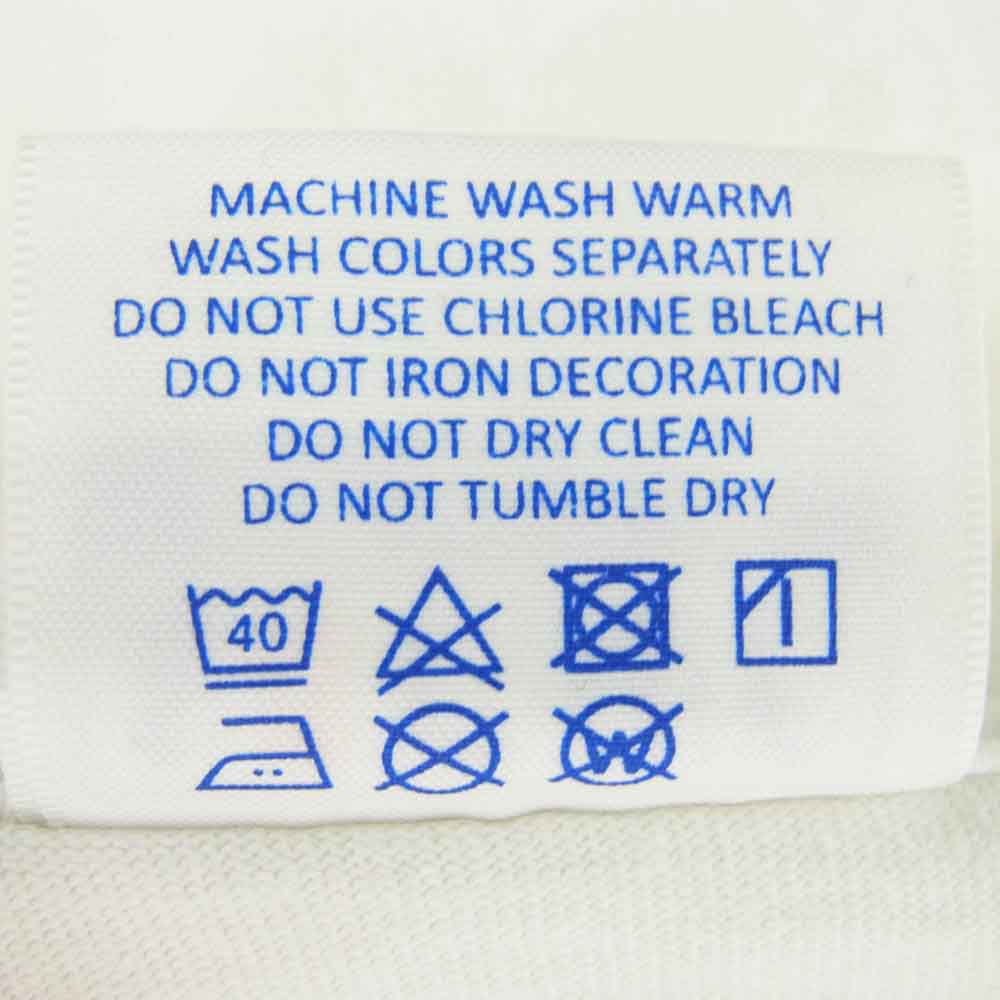 MACHINE WASH WARM
WASH COLORS SEPARATELY
DO NOT USE CHLORINE BLEACH
DO NOT IRON DECORATION
DO NOT DRY CLEAN
DO NOT TUMBLE DRY
40
W